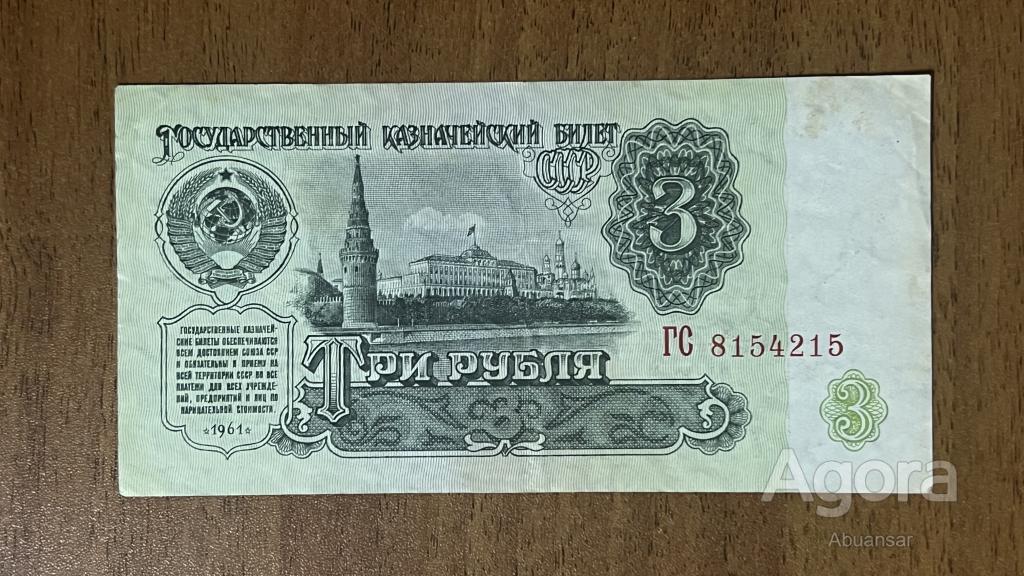 ГОСУДАРСТВЕННЫЙ КАЗНАЧЕЙСКИЙ БИЛЕТ
СССР
3
ГОСУДАРСТВЕННЫЕ КАЗНАЧЕЙ-
СКИЕ БИЛЕТЫ ОБЕСПЕЧИВАЮТСЯ
ВСЕМ ДОСТОЯНИЕМ СОЮЗА ССР
И ОБЯЗАТЕЛЬНЫ К ПРИЕМУ НА
ВСЕЙ ТЕРРИТОРИИ СССР ВО ВСЕ
ПЛАТЕЖИ ДЛЯ ВСЕХ УЧРЕЖДЕ-
НИЙ, ПРЕДПРИЯТИЙ И ЛИЦ ПО
НАРИЦАТЕЛЬНОЙ СТОИМОСТИ.
1961
ГС 8154215
ТРИ РУБЛЯ
3
3
Agora
Abuansar